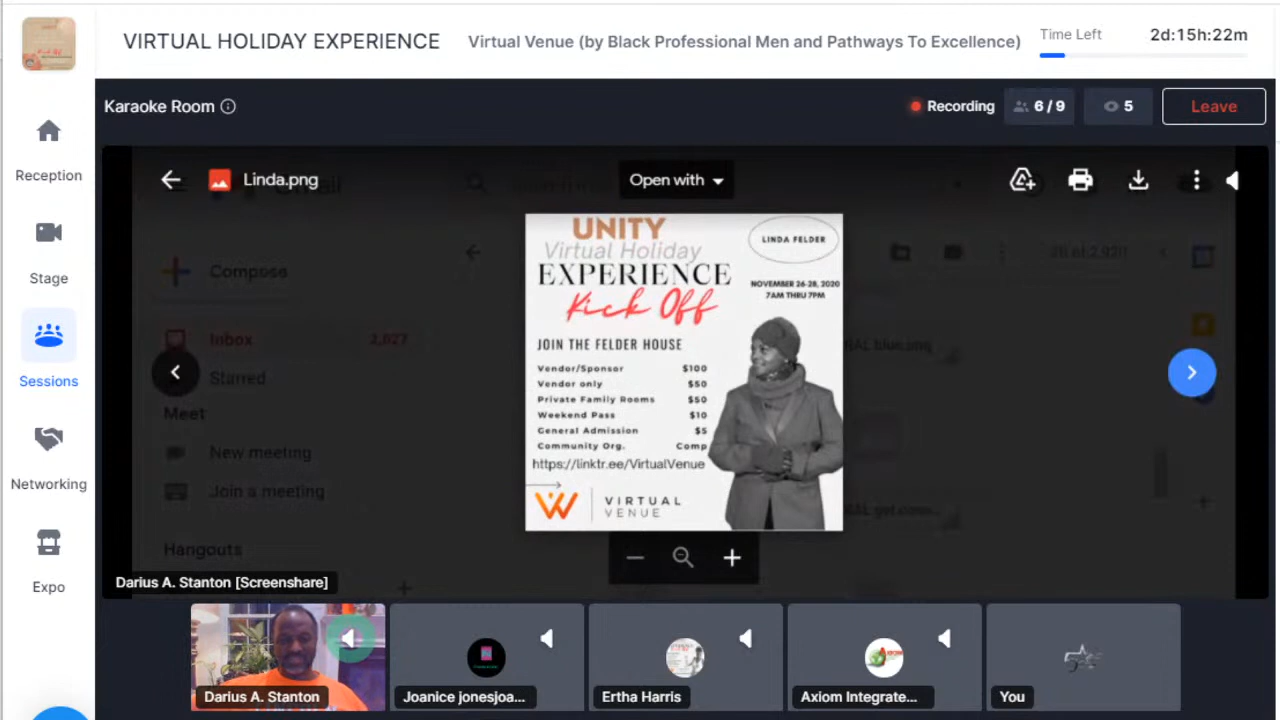 VIRTUAL HOLIDAY EXPERIENCE
Virtual Venue (by Black Professional Men and Pathways To Excellence)
Time Left
2d:15h:22m
Karaoke Room
Recording
6 / 9
5
Leave
Reception
Stage
Sessions
Networking
Expo
Linda.png
Open with
Compose
Inbox
2,027
Starred
Meet
New meeting
Join a meeting
Hangouts
UNITY
Virtual Holiday
EXPERIENCE
Kick Off
LINDA FELDER
NOVEMBER 26-28, 2020
7AM THRU 7PM
JOIN THE FELDER HOUSE
Vendor/Sponsor $100
Vendor only $50
Private Family Rooms $50
Weekend Pass $10
General Admission $5
Community Org. Comp
https://linktr.ee/VirtualVenue
VIRTUAL
VENUE
Darius A. Stanton [Screenshare]
Darius A. Stanton
Joanice jonesjoa...
Ertha Harris
Axiom Integrate...
You